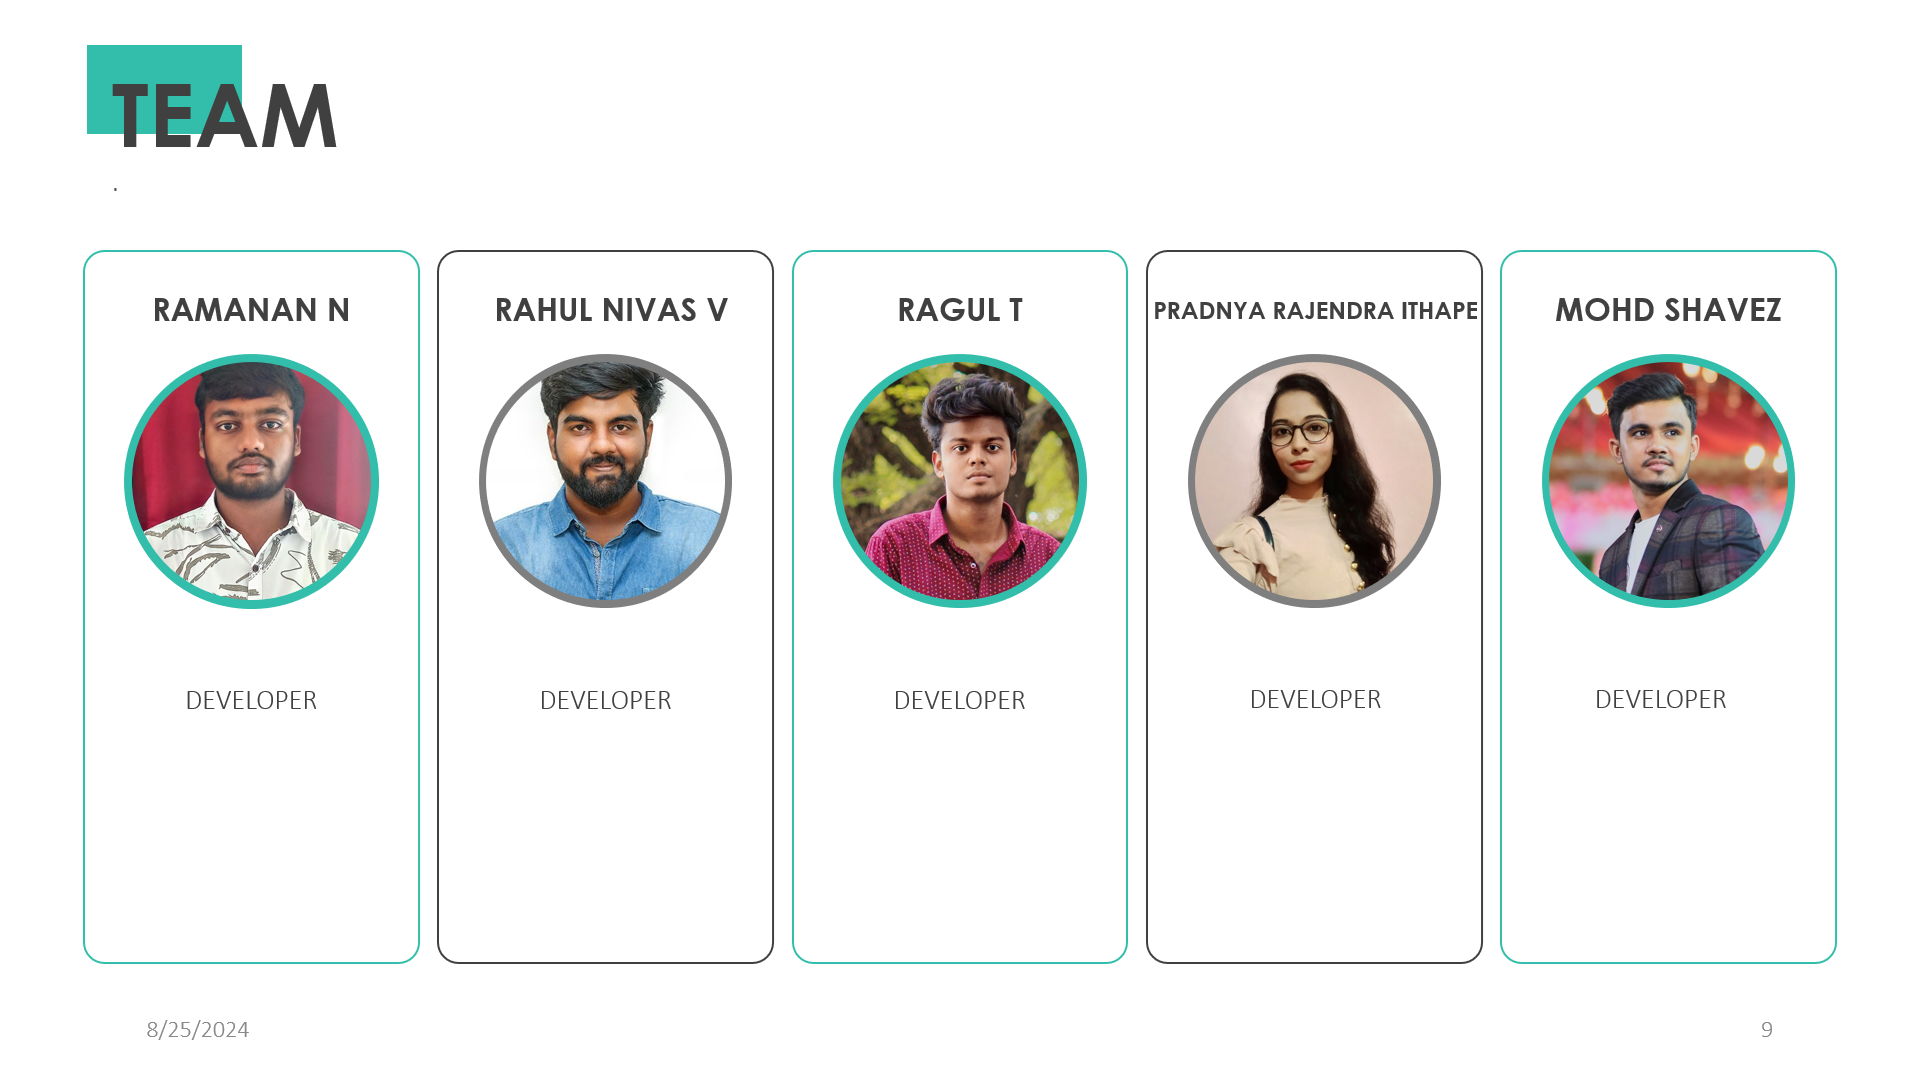 TEAM
.
RAMANAN N
RAHUL NIVAS V
RAGUL T
PRADNYA RAJENDRA ITHAPE
MOHD SHAVEZ
DEVELOPER
DEVELOPER
DEVELOPER
DEVELOPER
DEVELOPER
8/25/2024
9